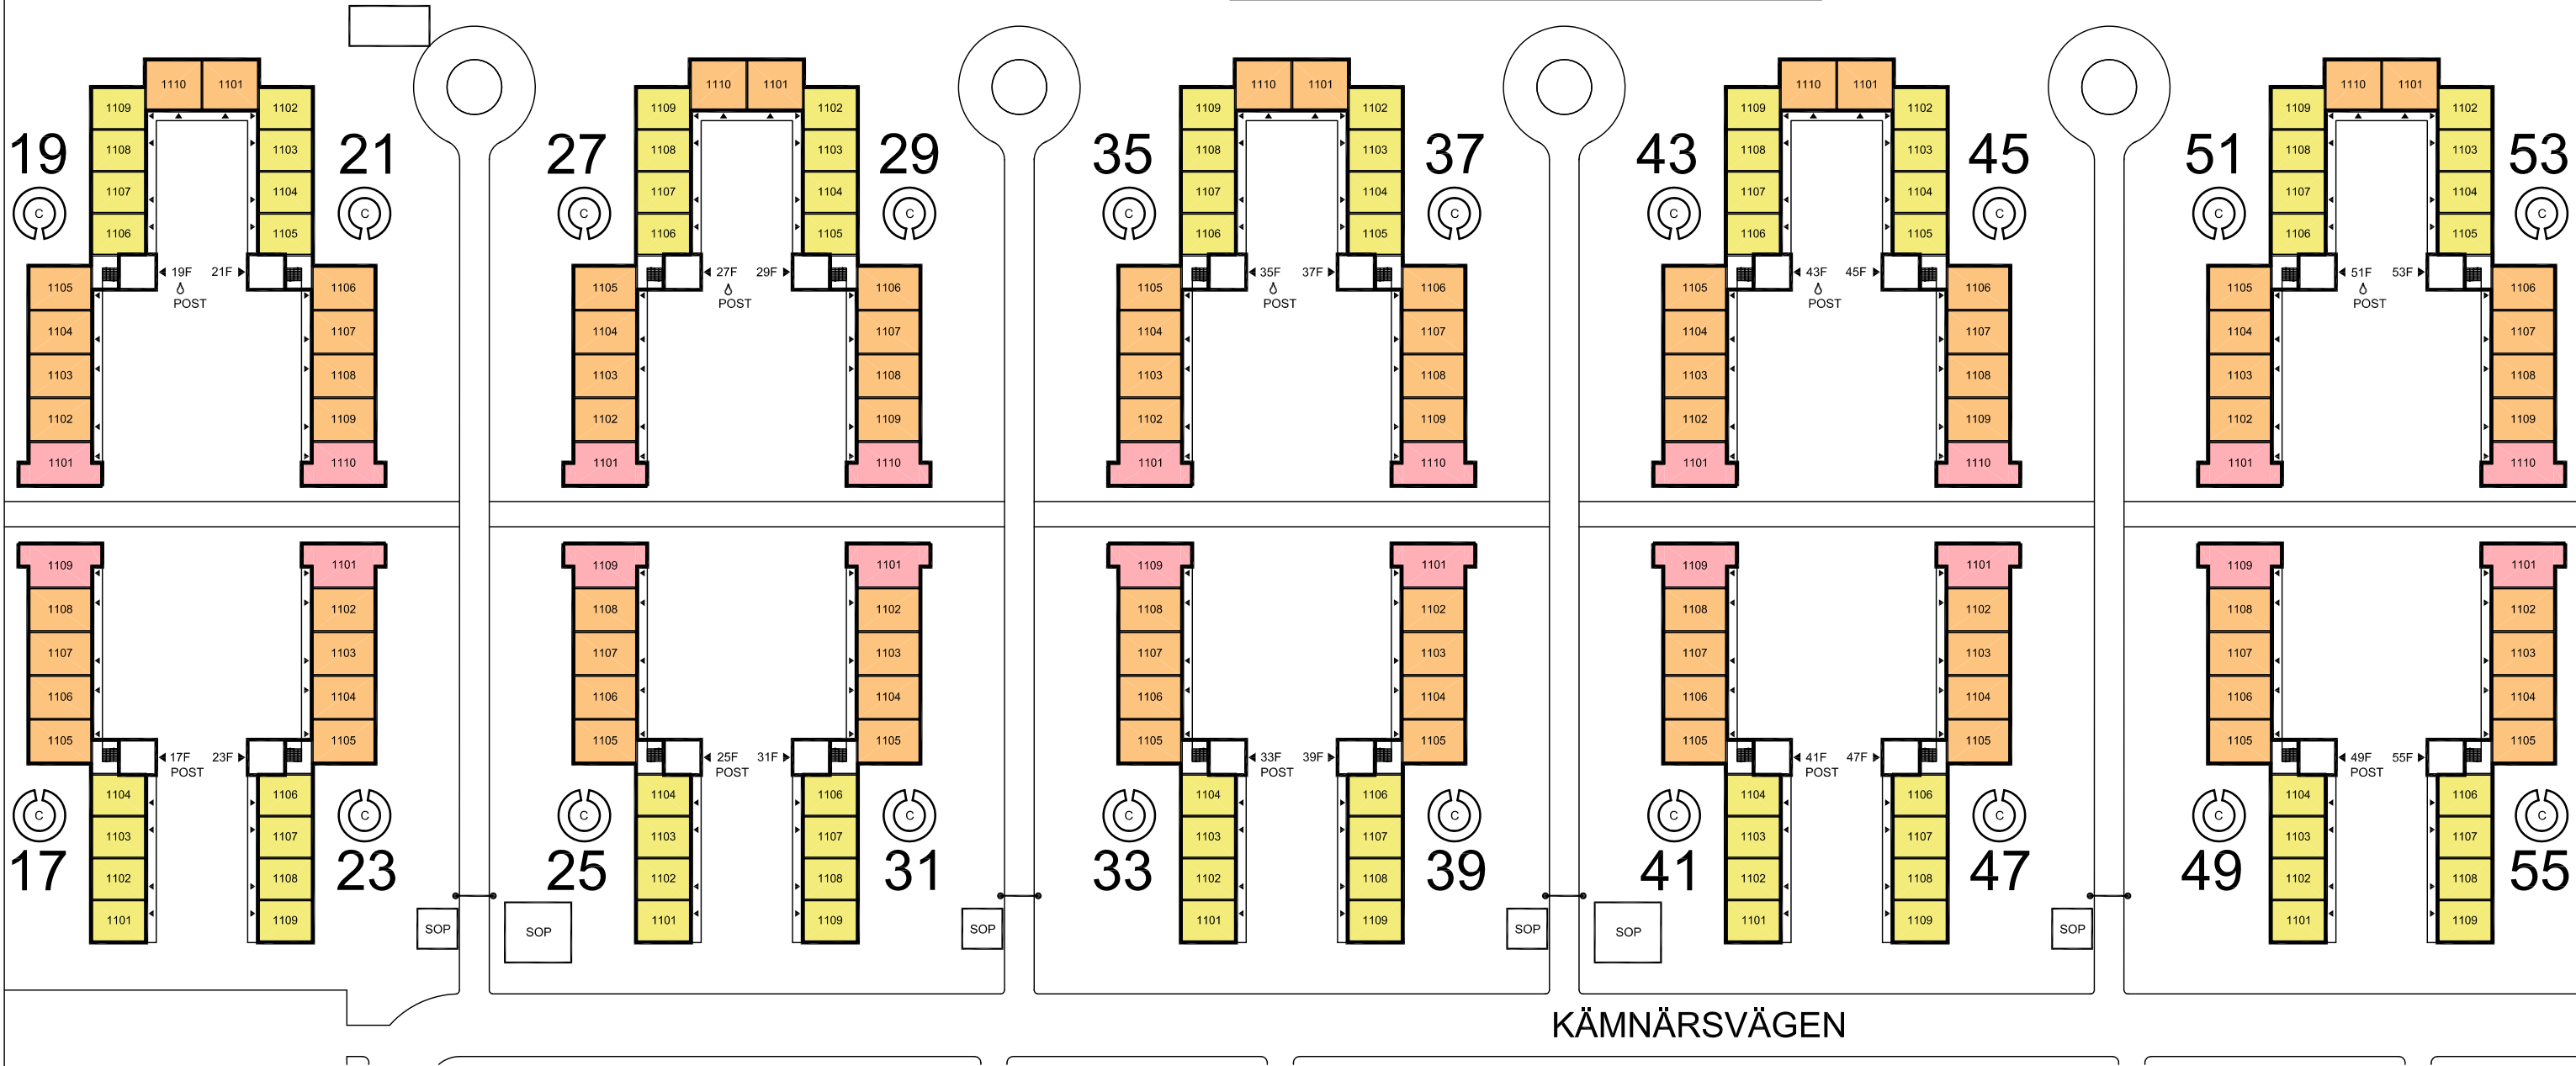 1110 1101 1110 1101 1110 1101 1110 1101 1110 1101
1109 1102 1109 1102 1109 1102 1109 1102 1109 1102
19 1108 1103 21 27 1108 1103 29 35 1108 1103 37 43 1108 1103 45 51 1108 1103 53
1107 1104 1107 1104 1107 1104 1107 1104 1107 1104
C C C C C C C C C C
1106 1105 1106 1105 1106 1105 1106 1105 1106 1105
19F 21F 27F 29F 35F 37F 43F 45F 51F 53F
1105 1106 1105 1106 1105 1106 1105 1106 1105 1106
POST POST POST POST POST
1104 1107 1104 1107 1104 1107 1104 1107 1104 1107
1103 1108 1103 1108 1103 1108 1103 1108 1103 1108
1102 1109 1102 1109 1102 1109 1102 1109 1102 1109
1101 1110 1101 1110 1101 1110 1101 1110 1101 1110
1109 1101 1109 1101 1109 1101 1109 1101 1109 1101
1108 1102 1108 1102 1108 1102 1108 1102 1108 1102
1107 1103 1107 1103 1107 1103 1107 1103 1107 1103
1106 1104 1106 1104 1106 1104 1106 1104 1106 1104
1105 1105 1105 1105 1105 1105 1105 1105 1105 1105
17F 23F 25F 31F 33F 39F 41F 47F 49F 55F
POST POST POST POST POST
1104 1106 1104 1106 1104 1106 1104 1106 1104 1106
C C C C C C C C C C
1103 1107 1103 1107 1103 1107 1103 1107 1103 1107
17 1102 1108 23 25 1102 1108 31 33 1102 1108 39 41 1102 1108 47 49 1102 1108 55
1101 1109 1101 1109 1101 1109 1101 1109 1101 1109
SOP SOP SOP SOP SOP SOP
KÄMNÄRSVÄGEN